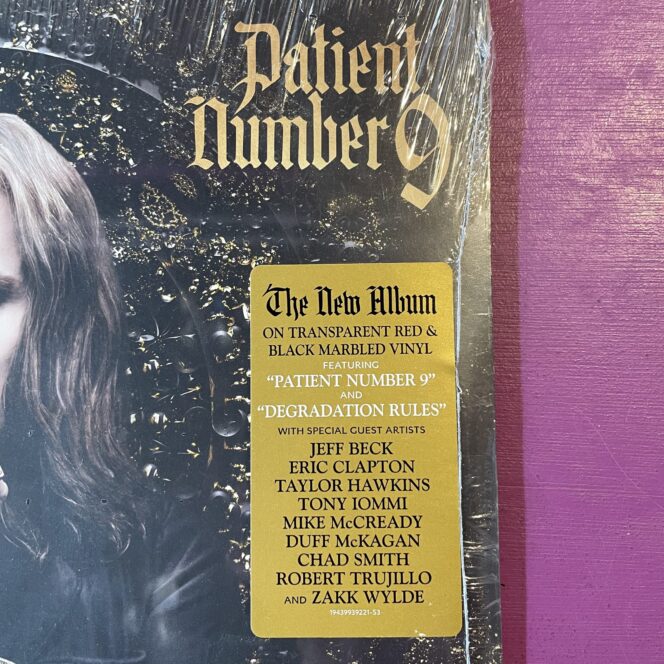 Patient
Number 9
The New Album
ON TRANSPARENT RED &
BLACK MARBLED VINYL
FEATURING
“PATIENT NUMBER 9”
AND
“DEGRADATION RULES”
WITH SPECIAL GUEST ARTISTS
JEFF BECK
ERIC CLAPTON
TAYLOR HAWKINS
TONY IOMMI
MIKE McCREADY
DUFF McKAGAN
CHAD SMITH
ROBERT TRUJILLO
AND ZAKK WYLDE
19439939221-S3